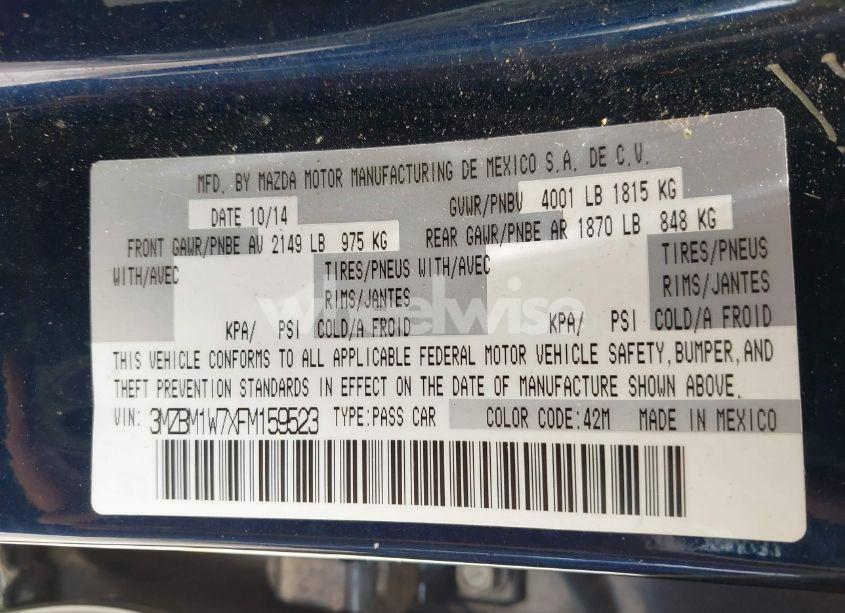 MFD. BY MAZDA MOTOR MANUFACTURING DE MEXICO S.A. DE C.V.
DATE 10/14 GVWR/PNBV 4001 LB 1815 KG
FRONT GAWR/PNBE AV 2149 LB 975 KG REAR GAWR/PNBE AR 1870 LB 848 KG
WITH/AVEC TIRES/PNEUS WITH/AVEC TIRES/PNEUS
RIMS/JANTES RIMS/JANTES
KPA/ PSI COLD/A FROID KPA/ PSI COLD/A FROID
wheelwise
THIS VEHICLE CONFORMS TO ALL APPLICABLE FEDERAL MOTOR VEHICLE SAFETY, BUMPER, AND
THEFT PREVENTION STANDARDS IN EFFECT ON THE DATE OF MANUFACTURE SHOWN ABOVE.
VIN: 3MZBM1W7XFM159523 TYPE:PASS CAR COLOR CODE:42M MADE IN MEXICO